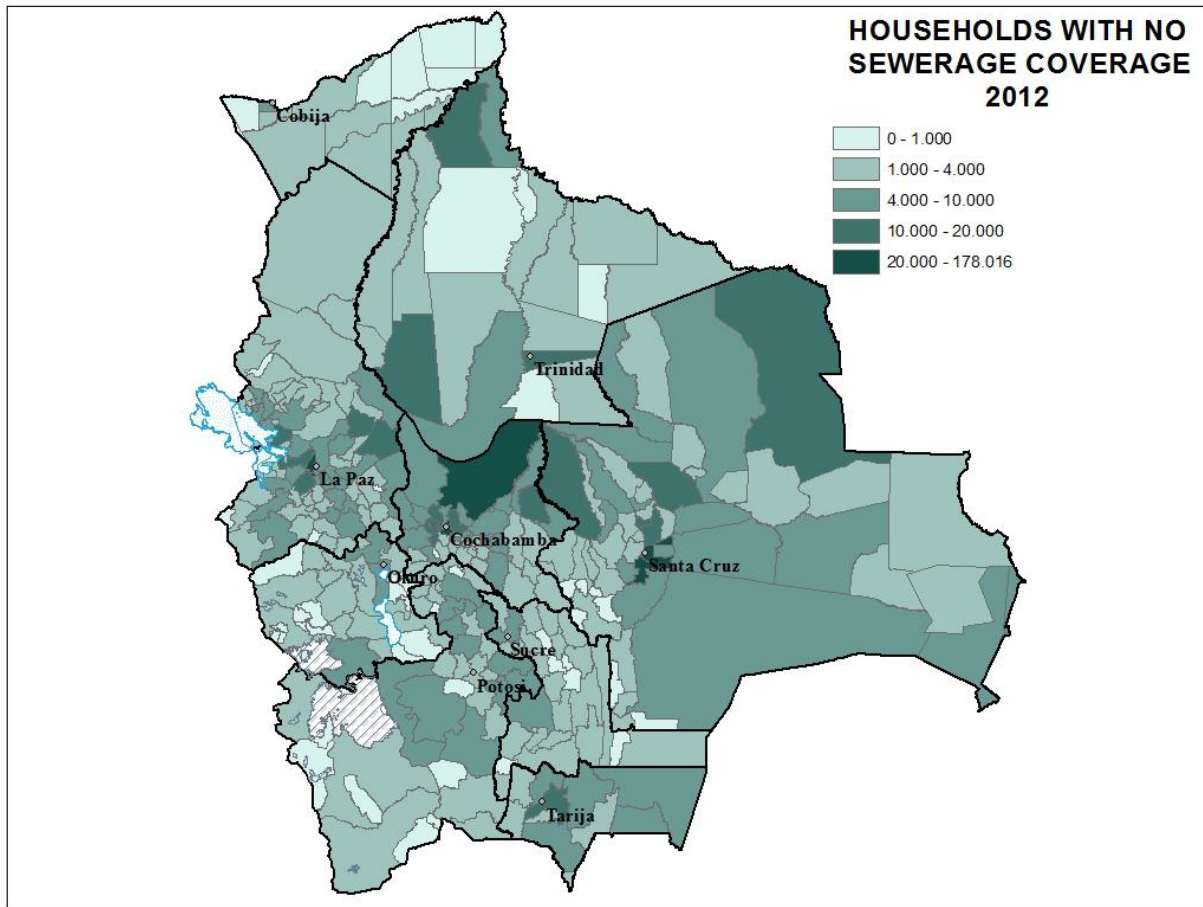 HOUSEHOLDS WITH NO
SEWERAGE COVERAGE
2012
0 - 1.000
1.000 - 4.000
4.000 - 10.000
10.000 - 20.000
20.000 - 178.016
Cobija
Trinidad
La Paz
Cochabamba
Santa Cruz
Oruro
Sucre
Potosi
Tarija